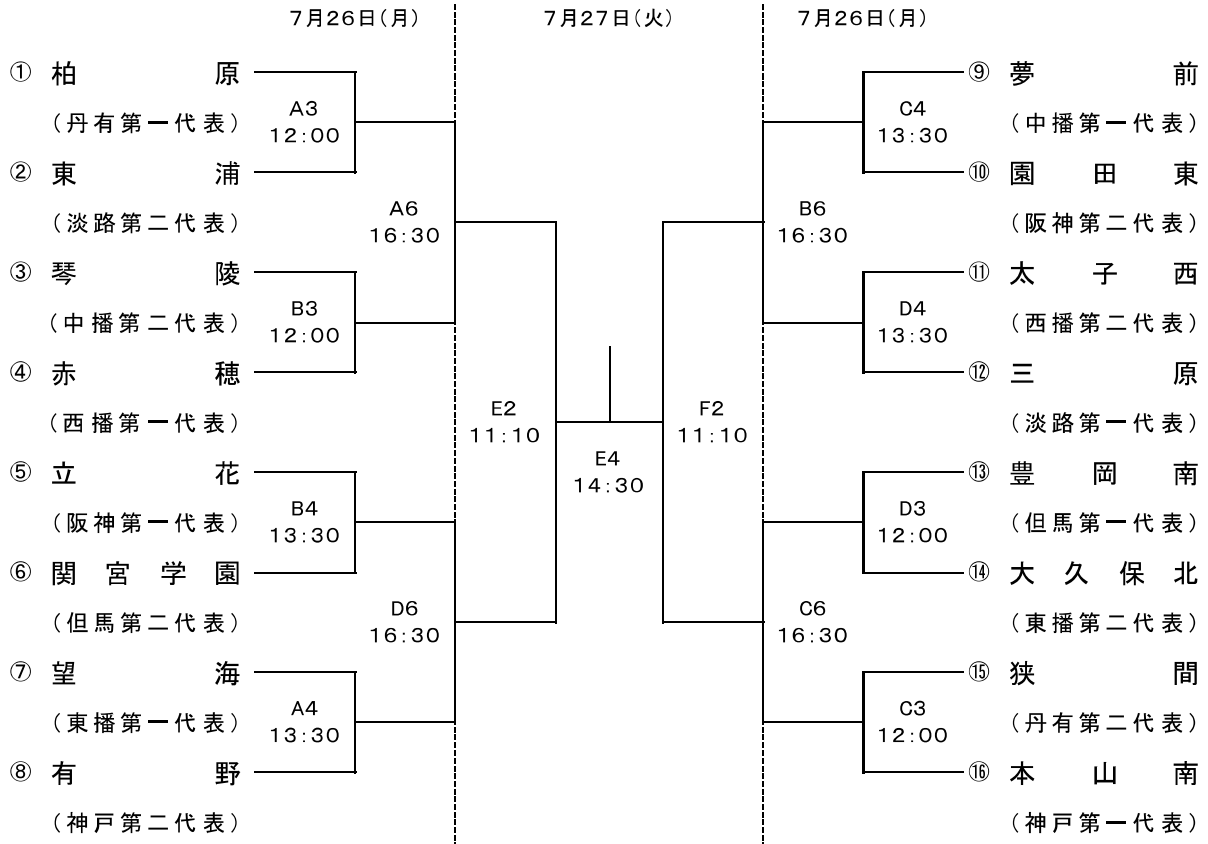 7月26日(月)
7月27日(火)
7月26日(月)
① 柏原
(丹有第一代表)
A3
12:00
② 東浦
(淡路第二代表)
A6
16:30
③ 琴陵
(中播第二代表)
B3
12:00
④ 赤穂
(西播第一代表)
E2
11:10
⑤ 立花
(阪神第一代表)
B4
13:30
⑥ 関宮学園
(但馬第二代表)
D6
16:30
⑦ 望海
(東播第一代表)
A4
13:30
⑧ 有野
(神戸第二代表)
E4
14:30
⑨ 夢前
(中播第一代表)
C4
13:30
⑩ 園田東
(阪神第二代表)
B6
16:30
⑪ 太子西
(西播第二代表)
D4
13:30
⑫ 三原
(淡路第一代表)
F2
11:10
⑬ 豊岡南
(但馬第一代表)
D3
12:00
⑭ 大久保北
(東播第二代表)
C6
16:30
⑮ 狭間
(丹有第二代表)
C3
12:00
⑯ 本山南
(神戸第一代表)